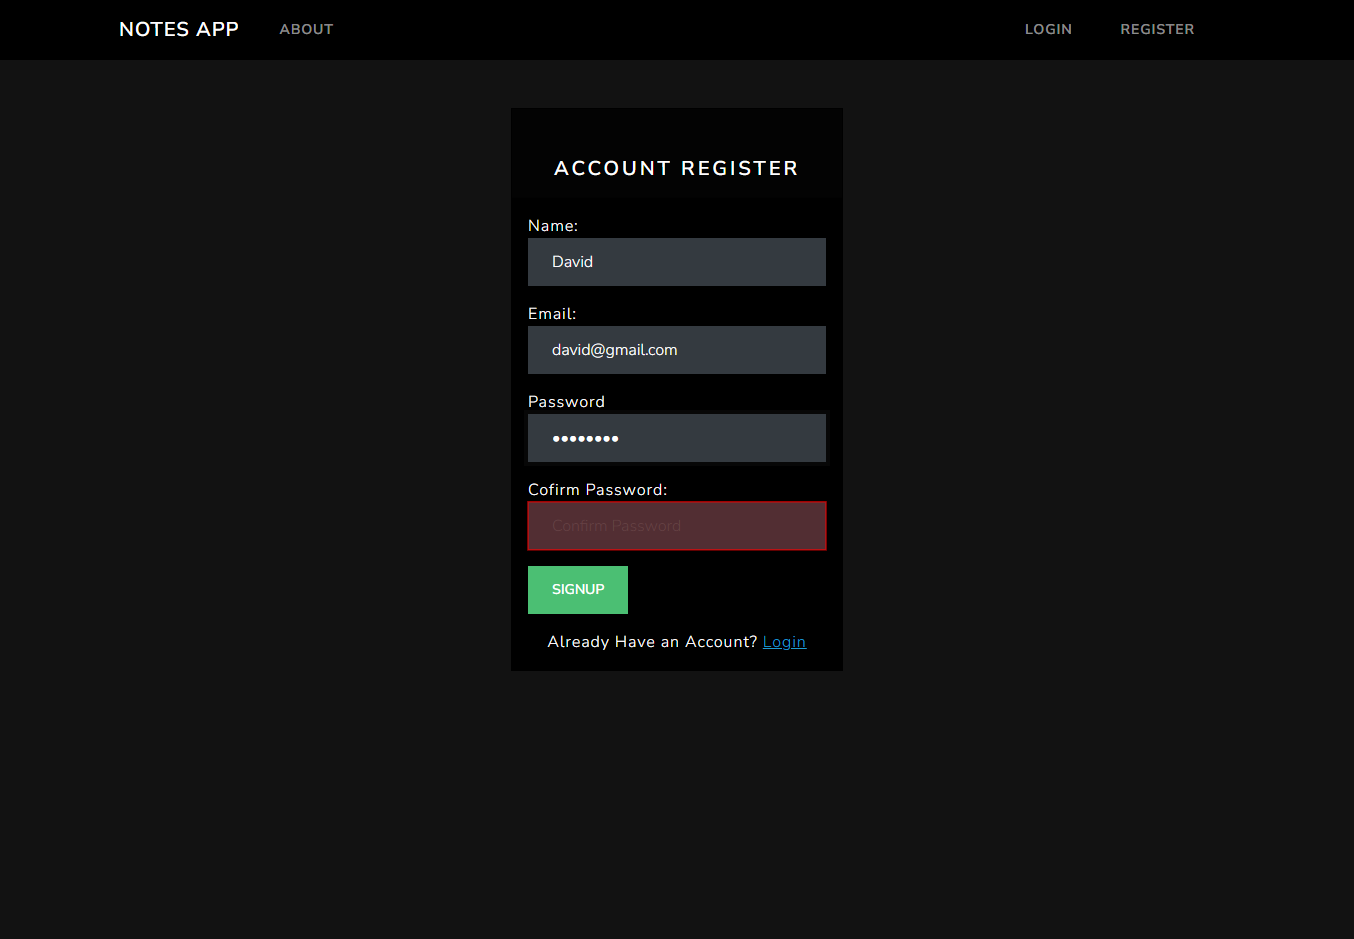 NOTES APP ABOUT LOGIN REGISTER
ACCOUNT REGISTER
Name:
David
Email:
david@gmail.com
Password
••••••••
Cofirm Password:
Confirm Password
SIGNUP
Already Have an Account? Login